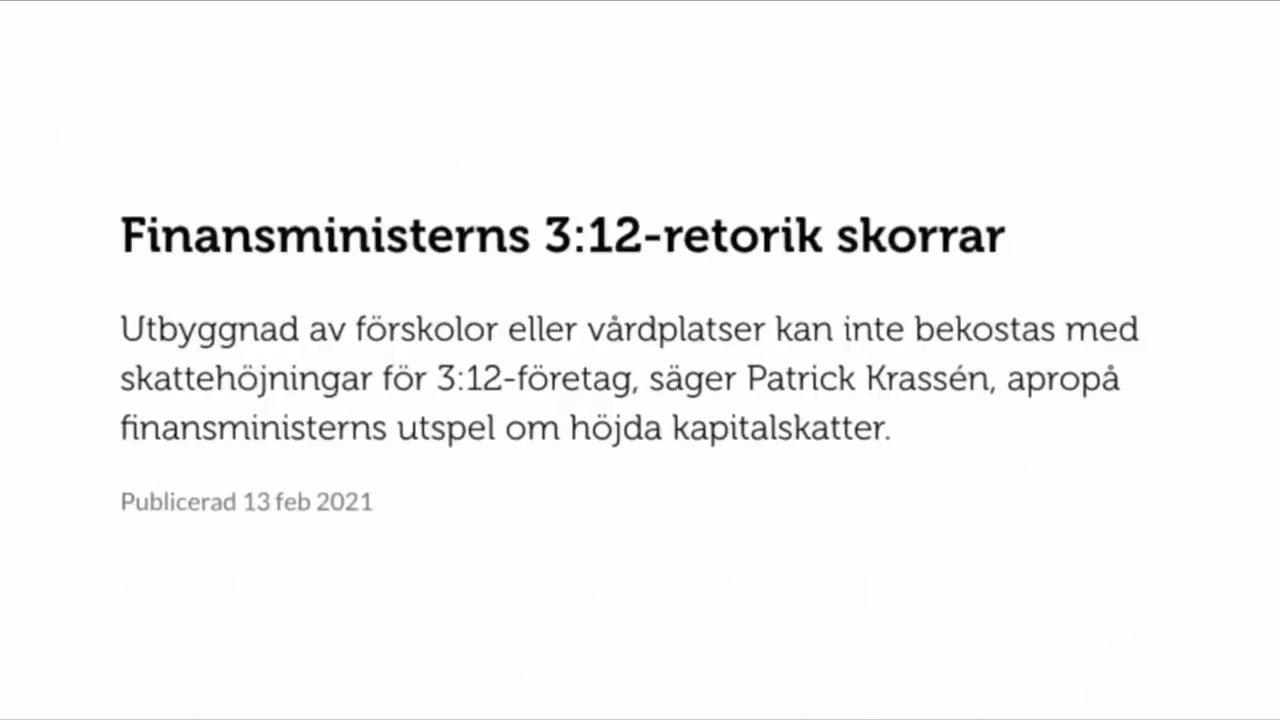 Finansministerns 3:12-retorik skorrar
Utbyggnad av förskolor eller vårdplatser kan inte bekostas med
skattehöjningar för 3:12-företag, säger Patrick Krassén, apropå
finansministerns utspel om höjda kapitalskatter.
Publicerad 13 feb 2021